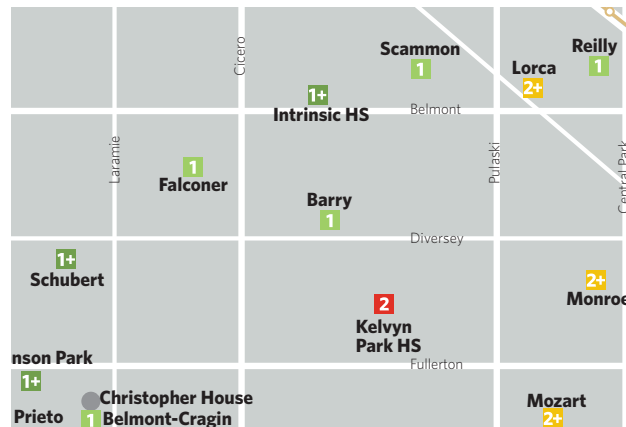 Scammon
1
Cicero
Reilly
1
Lorca
2+
1+
Intrinsic HS
Belmont
Laramie
Pulaski
Central Park
1
Falconer
Barry
1
Diversey
1+
Schubert
2+
Monroe
2
Kelvyn
Park HS
Fullerton
nson Park
1+
Prieto
Christopher House
1
Belmont-Cragin
Mozart
2+